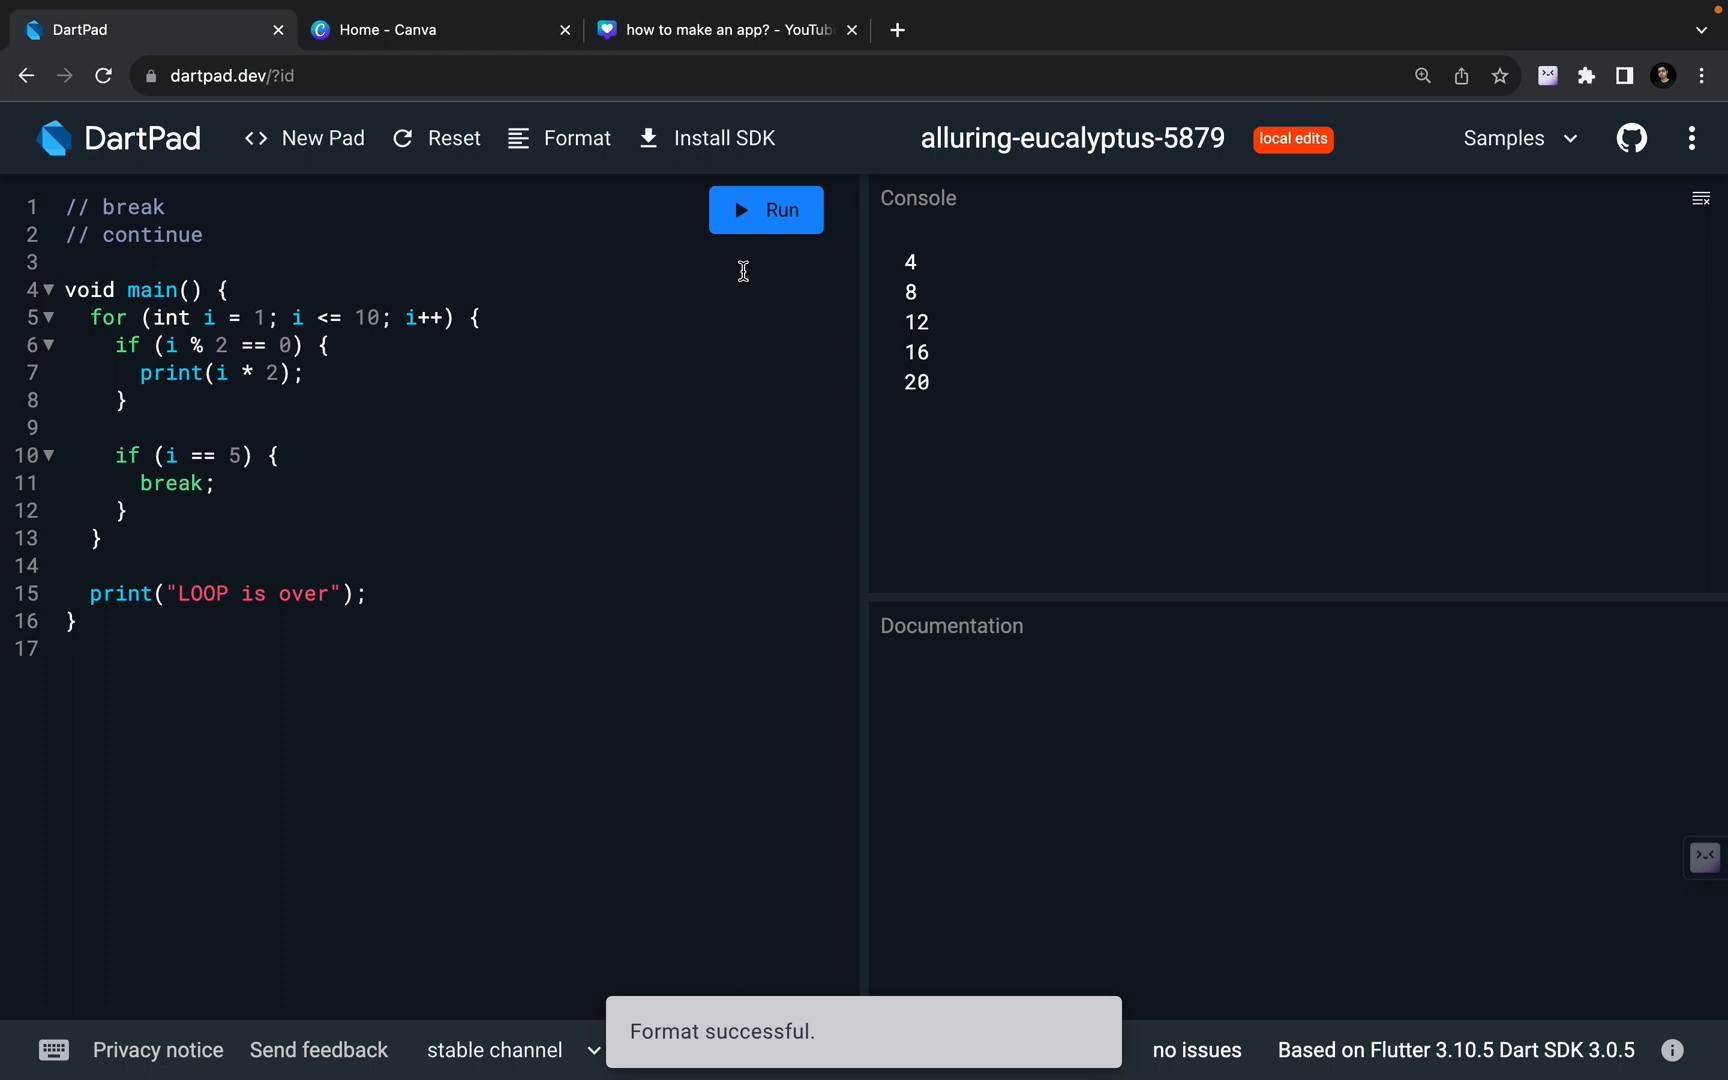 DartPad
Home - Canva
how to make an app? - YouTub
dartpad.dev/?id
DartPad
<> New Pad
Reset
Format
Install SDK
alluring-eucalyptus-5879
local edits
Samples
1 // break
2 // continue
3
4 void main() {
5 for (int i = 1; i <= 10; i++) {
6 if (i % 2 == 0) {
7 print(i * 2);
8 }
9
10 if (i == 5) {
11 break;
12 }
13 }
14
15 print("LOOP is over");
16 }
17
Run
Console
4
8
12
16
20
Documentation
Privacy notice
Send feedback
stable channel
Format successful.
no issues
Based on Flutter 3.10.5 Dart SDK 3.0.5